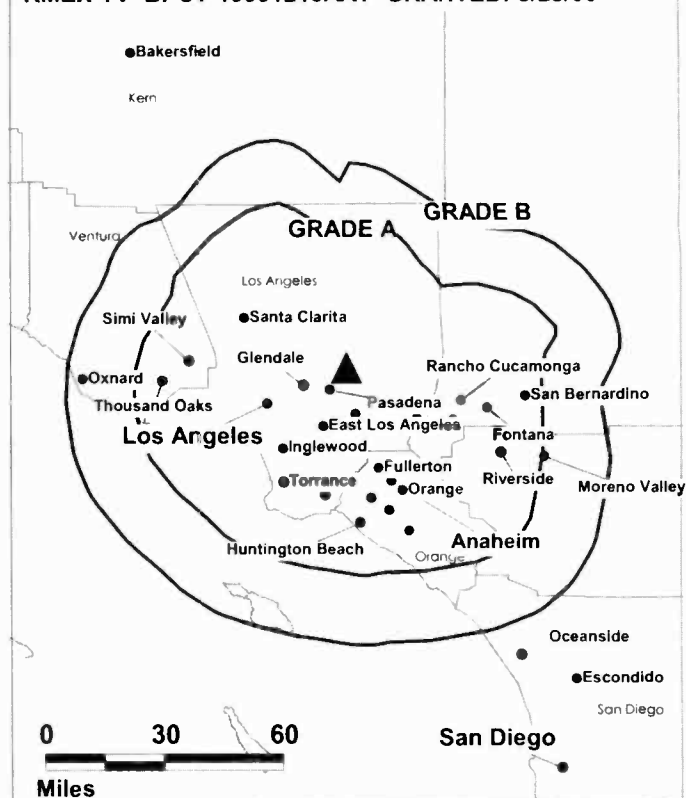 Bakersfield
Kern
GRADE B
GRADE A
Ventura
Los Angeles
Simi Valley
Santa Clarita
Glendale
Rancho Cucamonga
Oxnard
San Bernardino
Thousand Oaks
Pasadena
Los Angeles
East Los Angeles
Fontana
Inglewood
Fullerton
Riverside
Torrance
Orange
Moreno Valley
Anaheim
Huntington Beach
Orange
Oceanside
Escondido
San Diego
San Diego
0 30 60
Miles